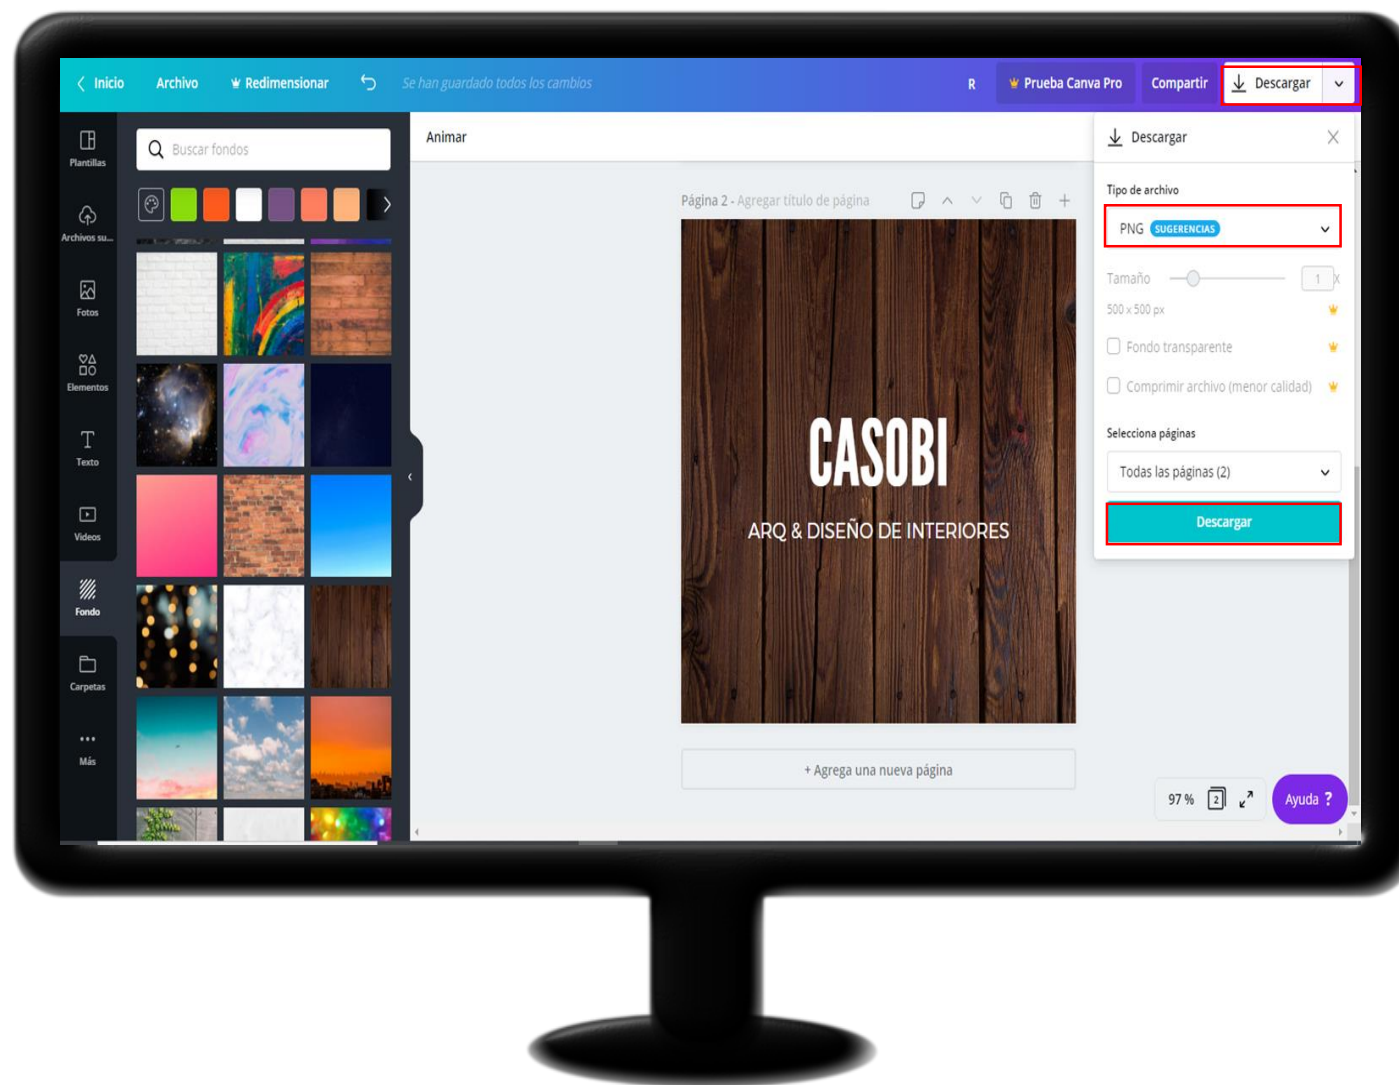 Inicio Archivo Redimensionar Se han guardado todos los cambios R Prueba Canva Pro Compartir Descargar
Plantillas
Archivos su...
Fotos
Elementos
Texto
Videos
Fondo
Carpetas
Más
Buscar fondos
Animar
Página 2 - Agregar título de página
CASOBI
ARQ & DISEÑO DE INTERIORES
+ Agrega una nueva página
Descargar
Tipo de archivo
PNG SUGERENCIAS
Tamaño 1 X
500 x 500 px
Fondo transparente
Comprimir archivo (menor calidad)
Selecciona páginas
Todas las páginas (2)
Descargar
97 % 2 Ayuda ?